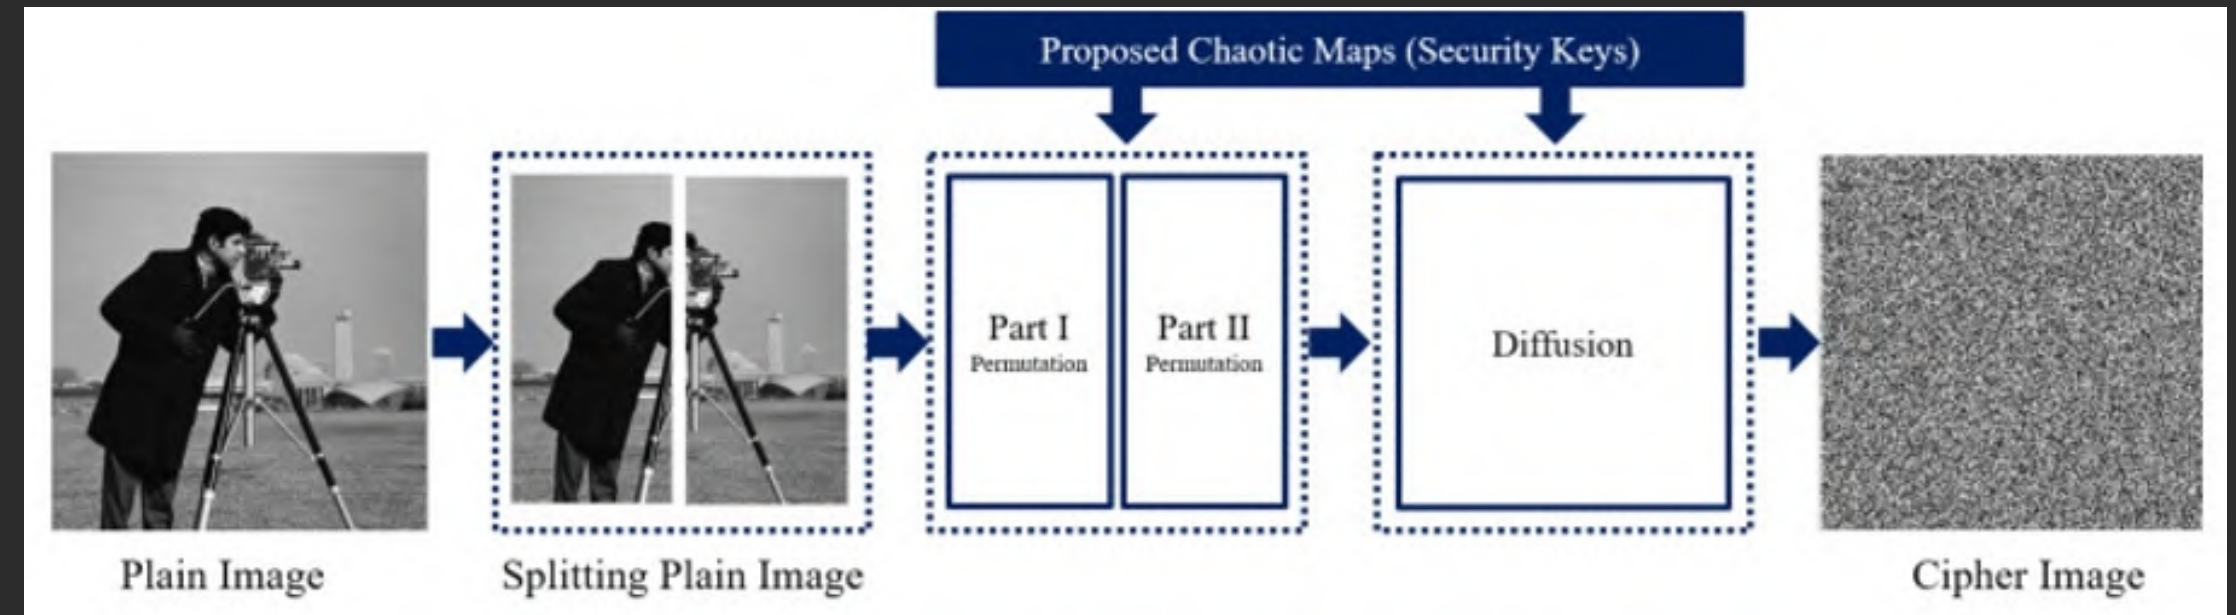 Proposed Chaotic Maps (Security Keys)
Part I
Permutation
Part II
Permutation
Diffusion
Plain Image
Splitting Plain Image
Cipher Image